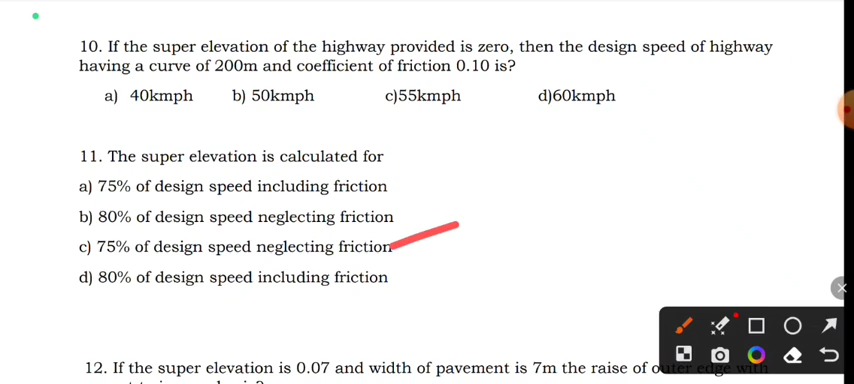 10. If the super elevation of the highway provided is zero, then the design speed of highway
having a curve of 200m and coefficient of friction 0.10 is?
a) 40kmph b) 50kmph c)55kmph d)60kmph
11. The super elevation is calculated for
a) 75% of design speed including friction
b) 80% of design speed neglecting friction
c) 75% of design speed neglecting friction
d) 80% of design speed including friction
12. If the super elevation is 0.07 and width of pavement is 7m the raise of outer edge with